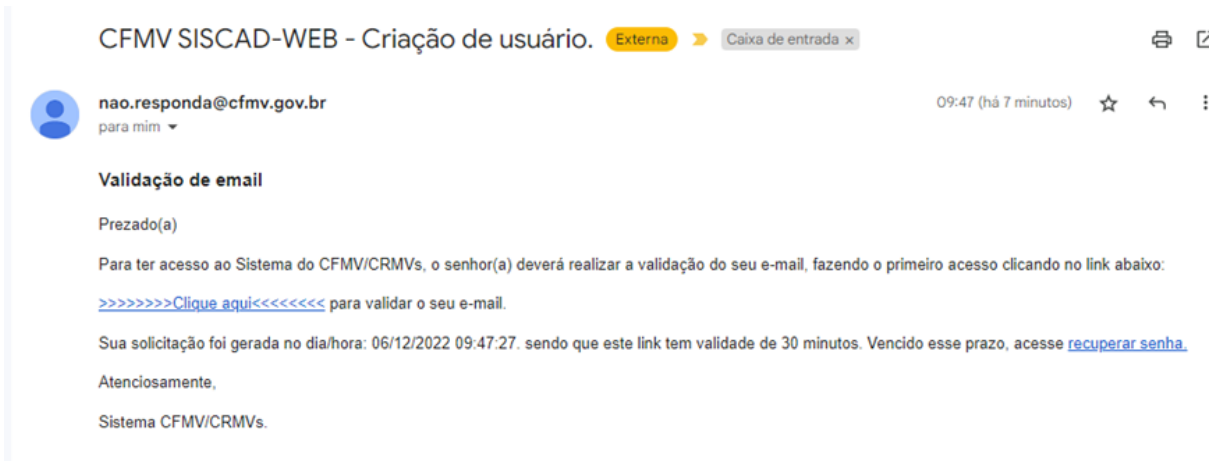 CFMV SISCAD-WEB - Criação de usuário. Externa Caixa de entrada x
nao.responda@cfmv.gov.br 09:47 (há 7 minutos)
para mim
Validação de email
Prezado(a)
Para ter acesso ao Sistema do CFMV/CRMVs, o senhor(a) deverá realizar a validação do seu e-mail, fazendo o primeiro acesso clicando no link abaixo:
>>>>>>>>Clique aqui<<<<<<<< para validar o seu e-mail.
Sua solicitação foi gerada no dia/hora: 06/12/2022 09:47:27. sendo que este link tem validade de 30 minutos. Vencido esse prazo, acesse recuperar senha.
Atenciosamente,
Sistema CFMV/CRMVs.